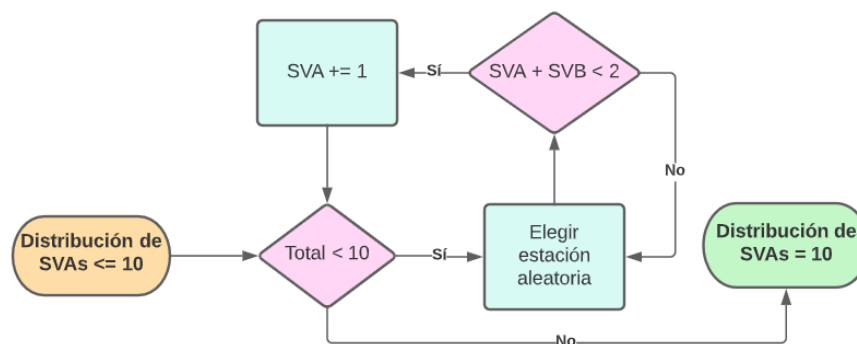 SVA += 1
Sí
SVA + SVB < 2
No
Distribución de
SVAs <= 10
Total < 10
Sí
Elegir
estación
aleatoria
Distribución de
SVAs = 10
No